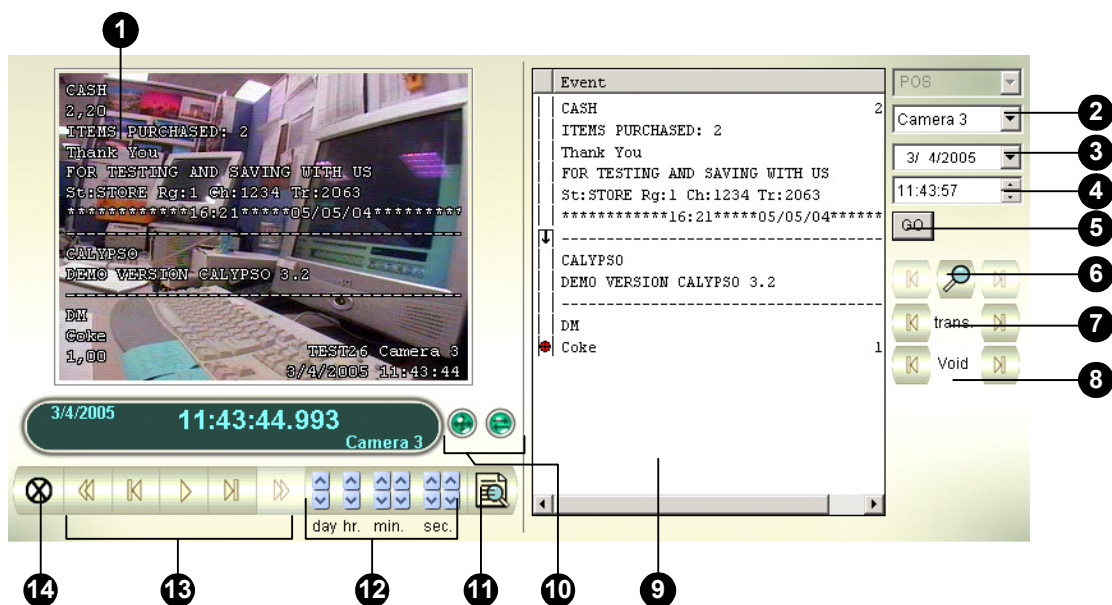 1
CASH
2,20
ITEMS PURCHASED: 2
Thank You
FOR TESTING AND SAVING WITH US
St:STORE Rg:1 Ch:1234 Tr:2063
************16:21*****05/05/04*********
--------------------------------
CALYPSO
DEMO VERSION CALYPSO 3.2
--------------------------------
DM
Coke
1,00
TEST26 Camera 3
3/4/2005 11:43:44
3/4/2005
11:43:44.993
Camera 3
day hr. min. sec.
14
13
12
11
10
9
Event
CASH 2
ITEMS PURCHASED: 2
Thank You
FOR TESTING AND SAVING WITH US
St:STORE Rg:1 Ch:1234 Tr:2063
************16:21*****05/05/04******
--------------------------------
CALYPSO
DEMO VERSION CALYPSO 3.2
--------------------------------
DM
Coke 1
POS
Camera 3
2
3/ 4/2005
3
11:43:57
4
GO
5
6
trans.
7
Void
8